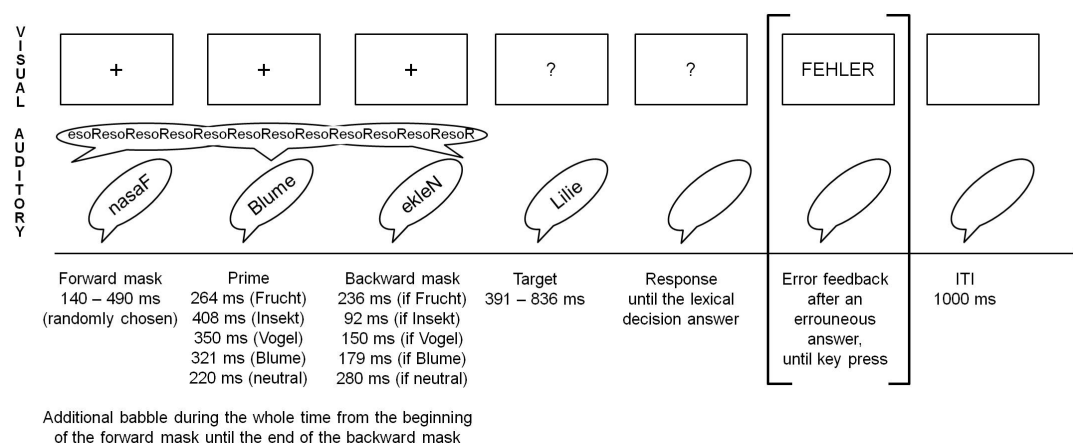 VISUAL
AUDITORY
+
+
+
?
?
FEHLER
esoResoResoResoResoResoResoResoResoResoResoResoR
nasaF
Blume
ekleN
Lilie
Forward mask
140 – 490 ms
(randomly chosen)
Prime
264 ms (Frucht)
408 ms (Insekt)
350 ms (Vogel)
321 ms (Blume)
220 ms (neutral)
Backward mask
236 ms (if Frucht)
92 ms (if Insekt)
150 ms (if Vogel)
179 ms (if Blume)
280 ms (if neutral)
Target
391 – 836 ms
Response
until the lexical
decision answer
Error feedback
after an
errouneous
answer,
until key press
ITI
1000 ms
Additional babble during the whole time from the beginning
of the forward mask until the end of the backward mask